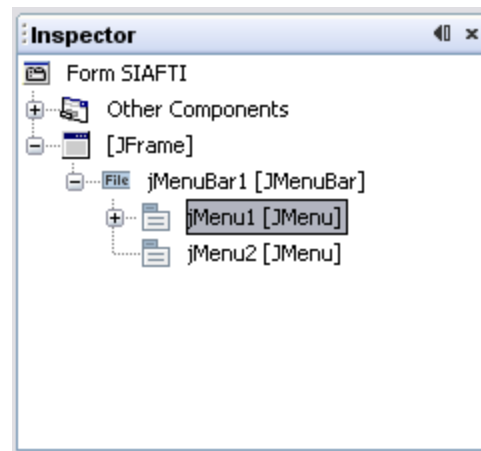 Inspector
Form SIAFTI
Other Components
[JFrame]
File jMenuBar1 [JMenuBar]
jMenu1 [JMenu]
jMenu2 [JMenu]